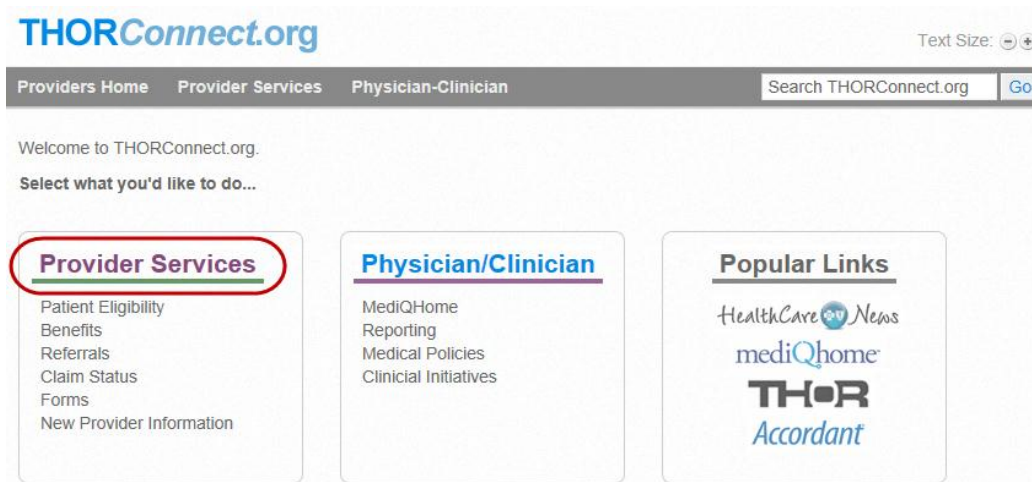 THORConnect.org
Text Size:
Providers Home Provider Services Physician-Clinician Search THORConnect.org Go
Welcome to THORConnect.org.
Select what you'd like to do...
Provider Services
Patient Eligibility
Benefits
Referrals
Claim Status
Forms
New Provider Information
Physician/Clinician
MediQHome
Reporting
Medical Policies
Clinicial Initiatives
Popular Links
HealthCare News
mediQhome
THOR
Accordant